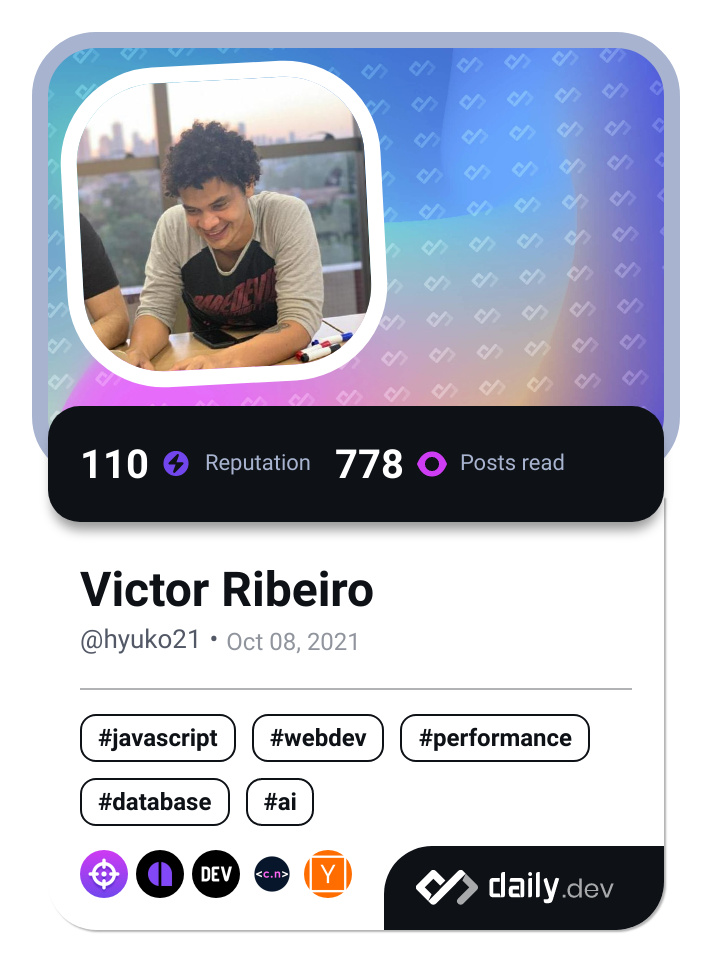 DAREDEVIL
110 Reputation 778 Posts read
Victor Ribeiro
@hyuko21 • Oct 08, 2021
#javascript #webdev #performance
#database #ai
DEV <c.n> Y
daily.dev